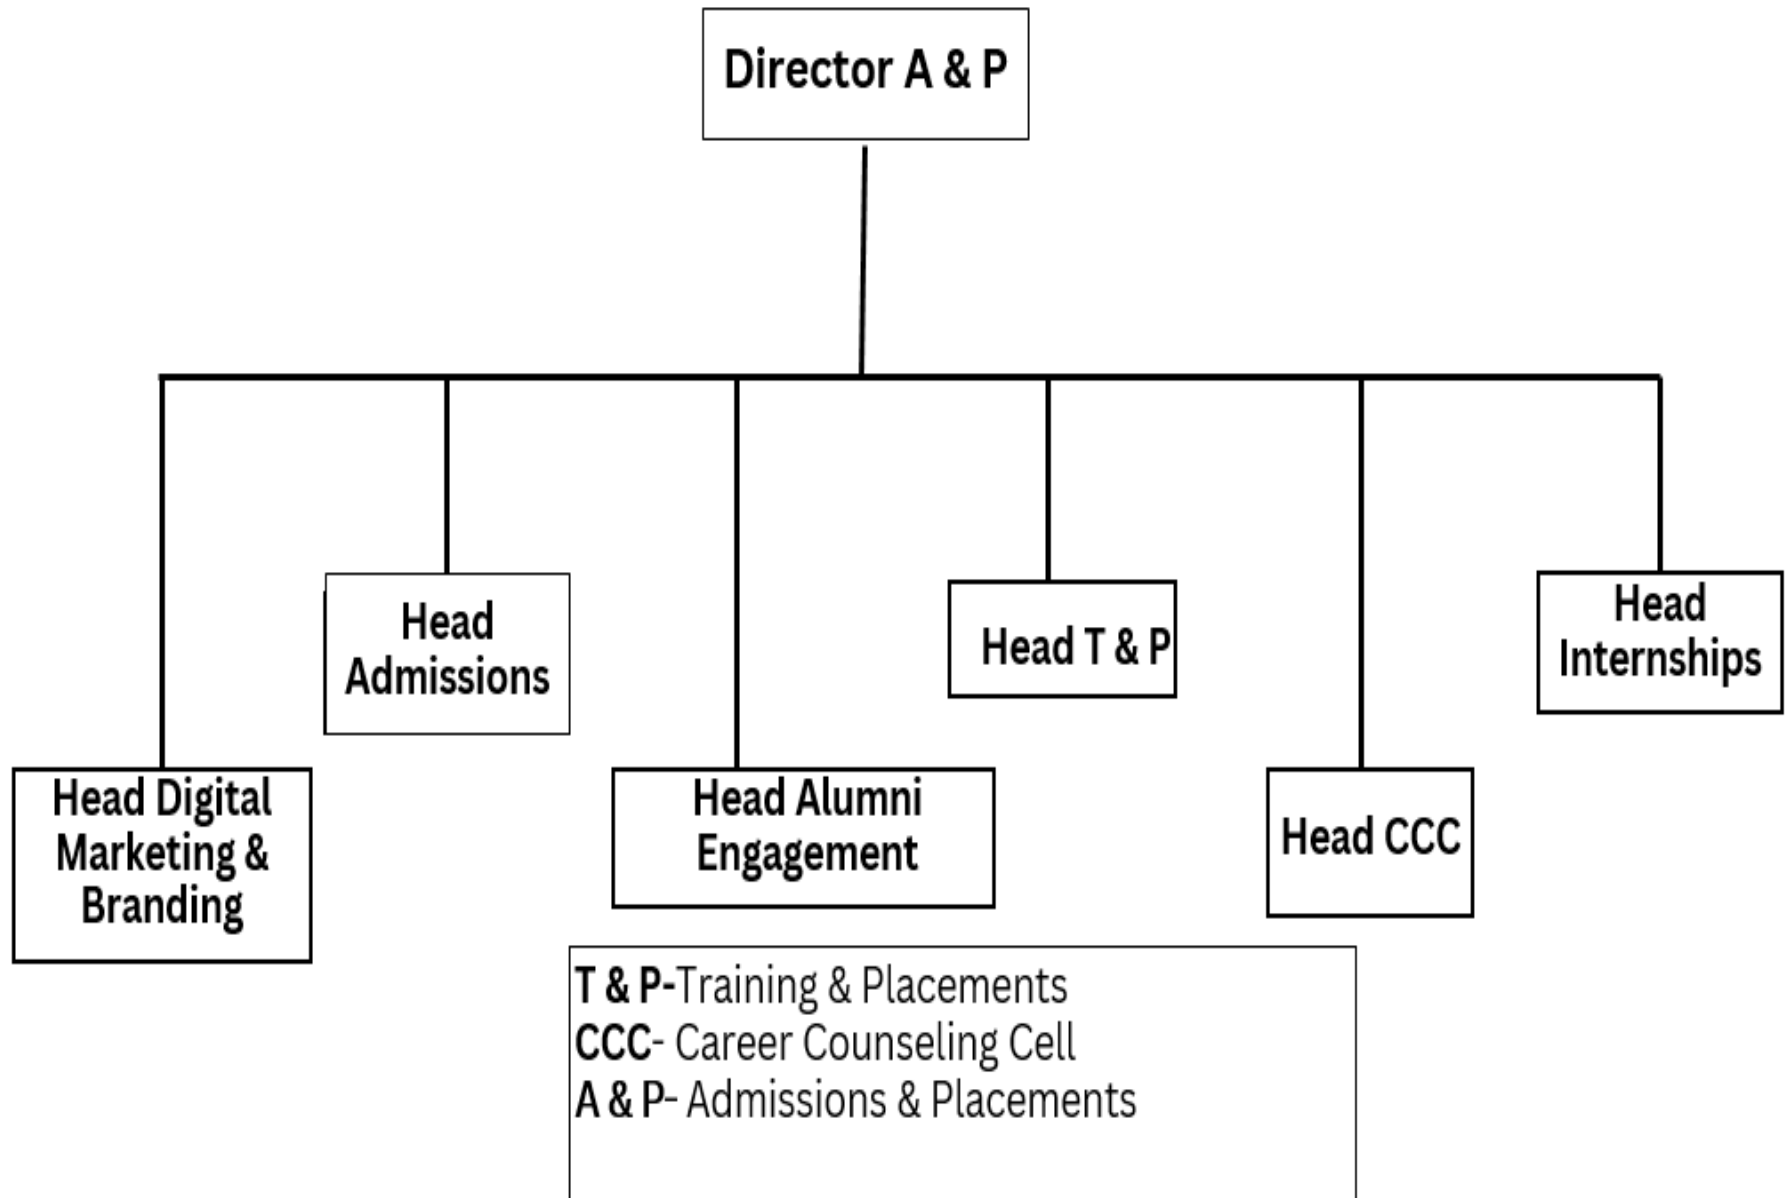 Director A & P
Head
Admissions
Head T & P
Head
Internships
Head Digital
Marketing &
Branding
Head Alumni
Engagement
Head CCC
T & P-Training & Placements
CCC- Career Counseling Cell
A & P- Admissions & Placements